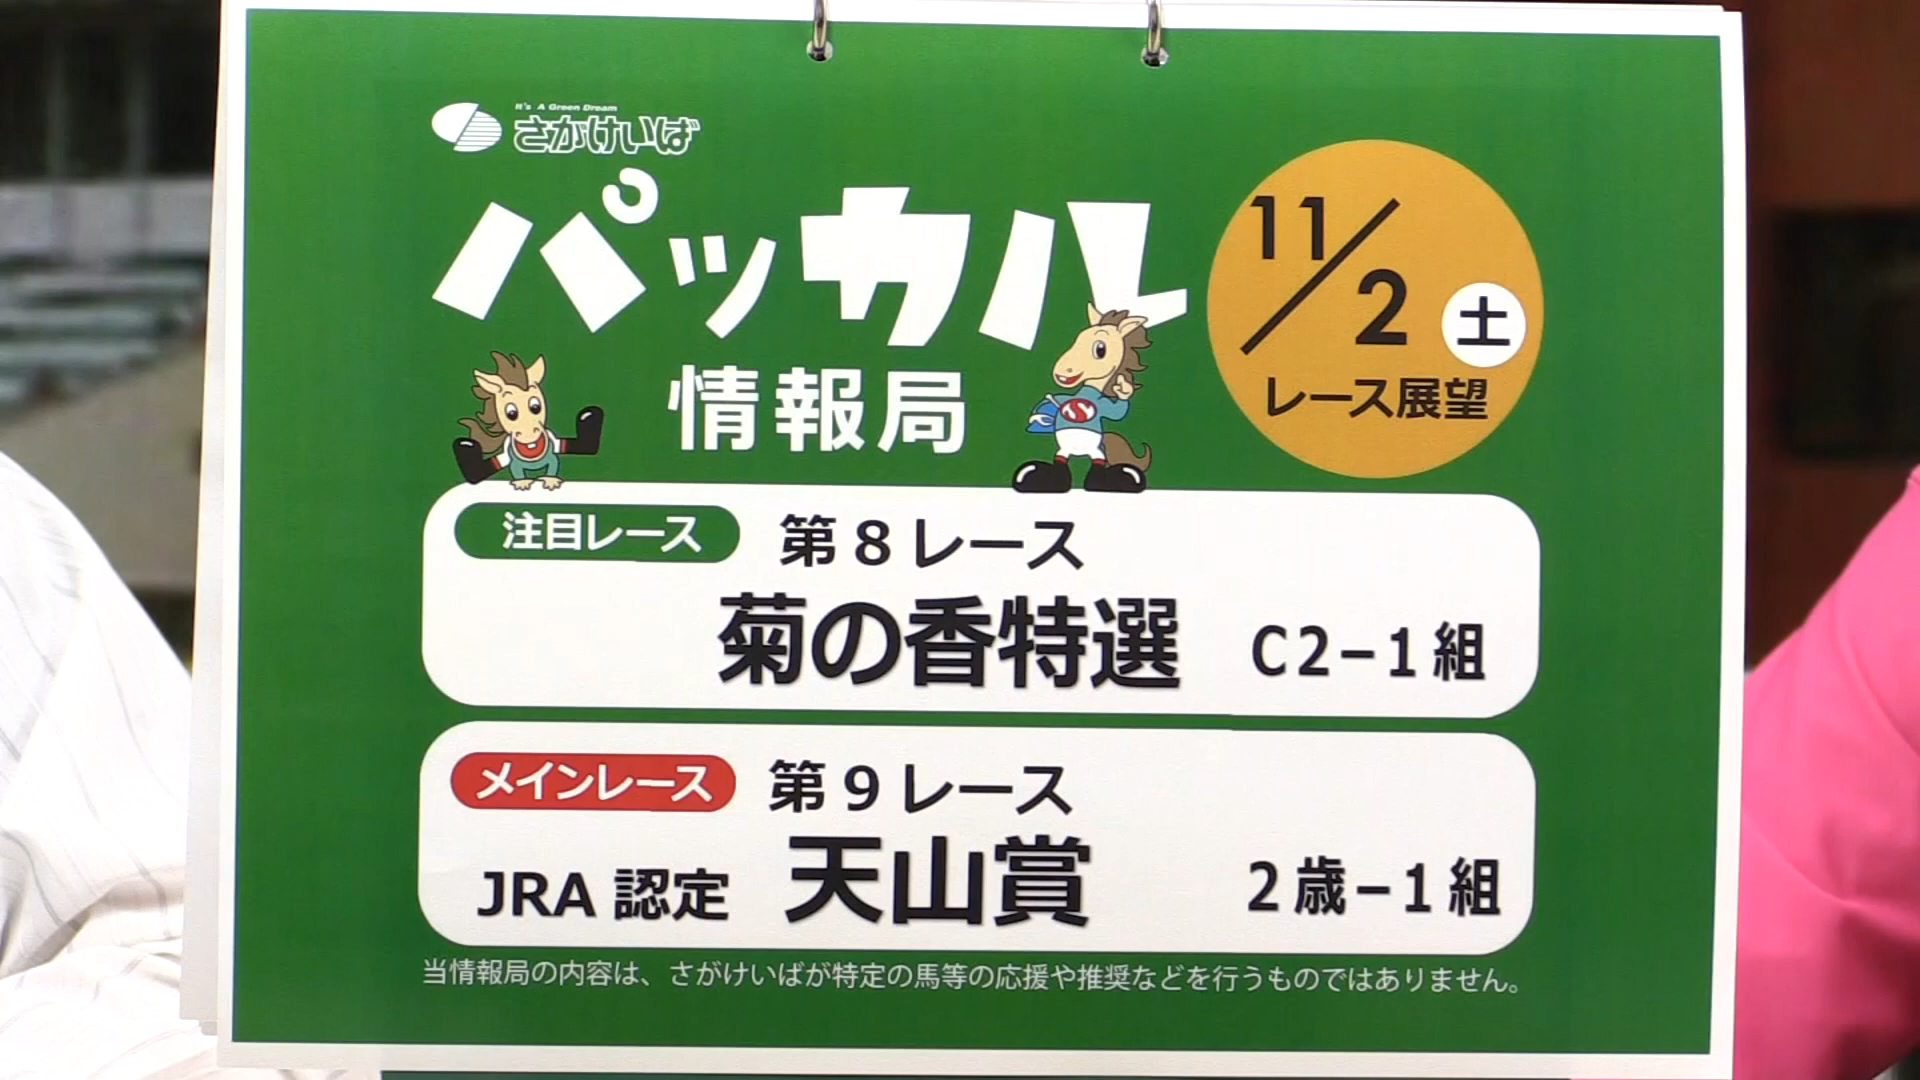 It's A Green Dream
さがけいば
パッカル
情報局
11/2 土
レース展望
注目レース 第8レース
菊の香特選 C2-1組
メインレース 第9レース
JRA認定 天山賞 2歳-1組
当情報局の内容は、さがけいばが特定の馬等の応援や推奨などを行うものではありません。